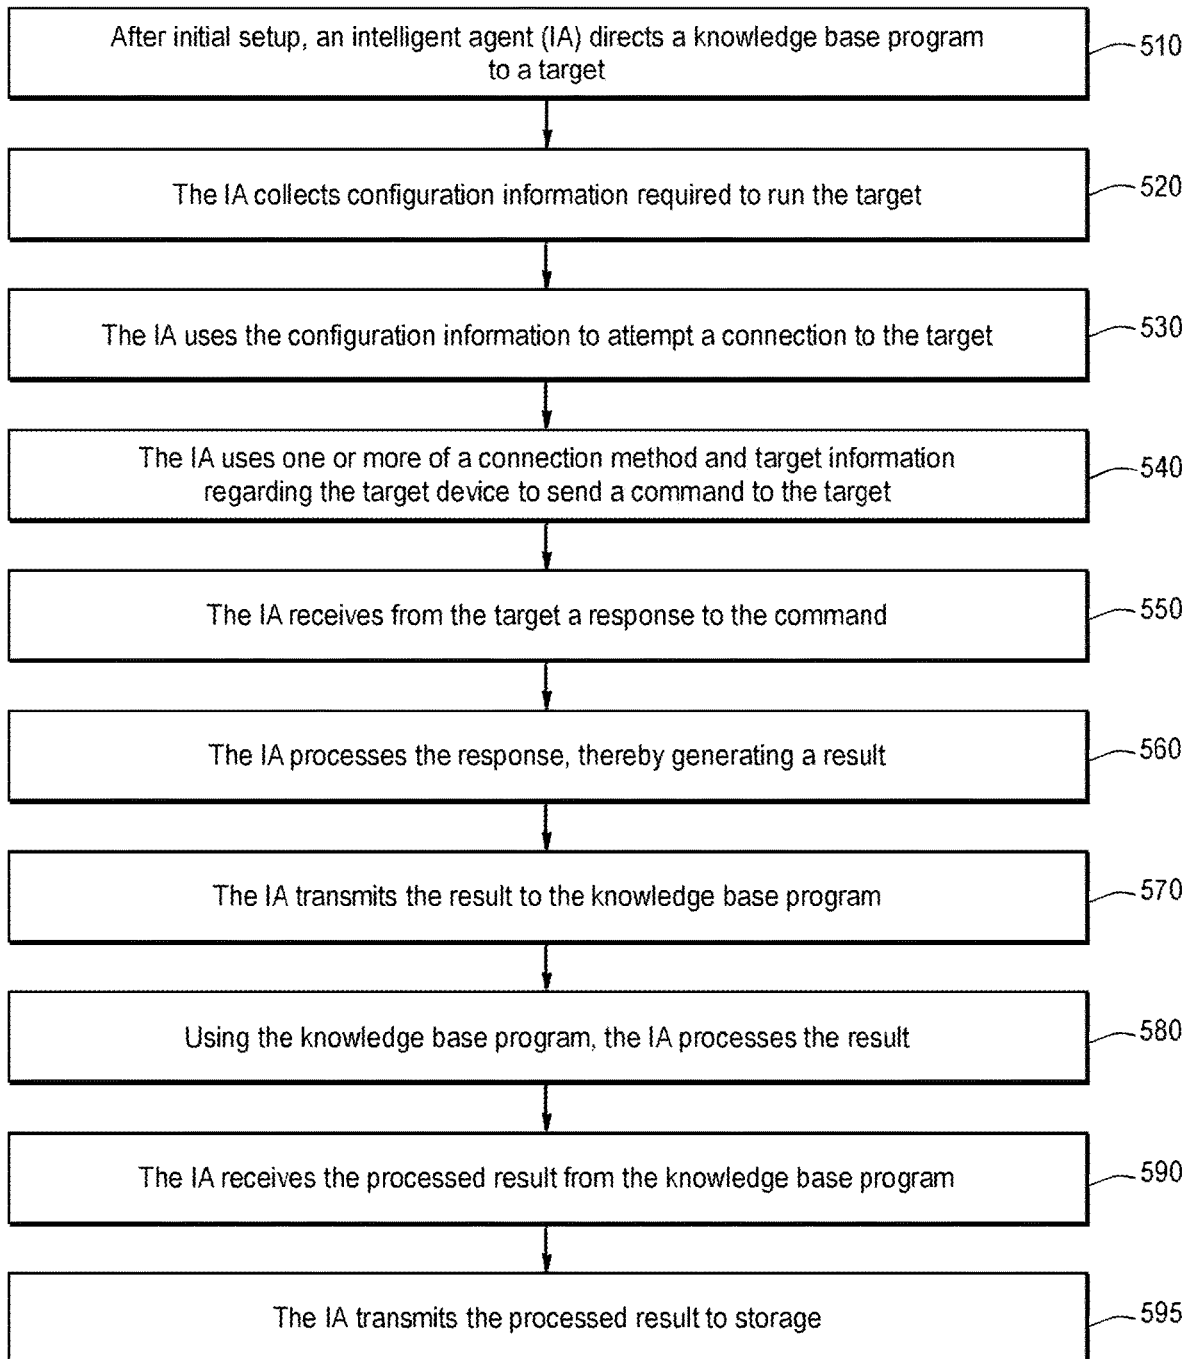 After initial setup, an intelligent agent (IA) directs a knowledge base program
to a target
510
The IA collects configuration information required to run the target
520
The IA uses the configuration information to attempt a connection to the target
530
The IA uses one or more of a connection method and target information
regarding the target device to send a command to the target
540
The IA receives from the target a response to the command
550
The IA processes the response, thereby generating a result
560
The IA transmits the result to the knowledge base program
570
Using the knowledge base program, the IA processes the result
580
The IA receives the processed result from the knowledge base program
590
The IA transmits the processed result to storage
595